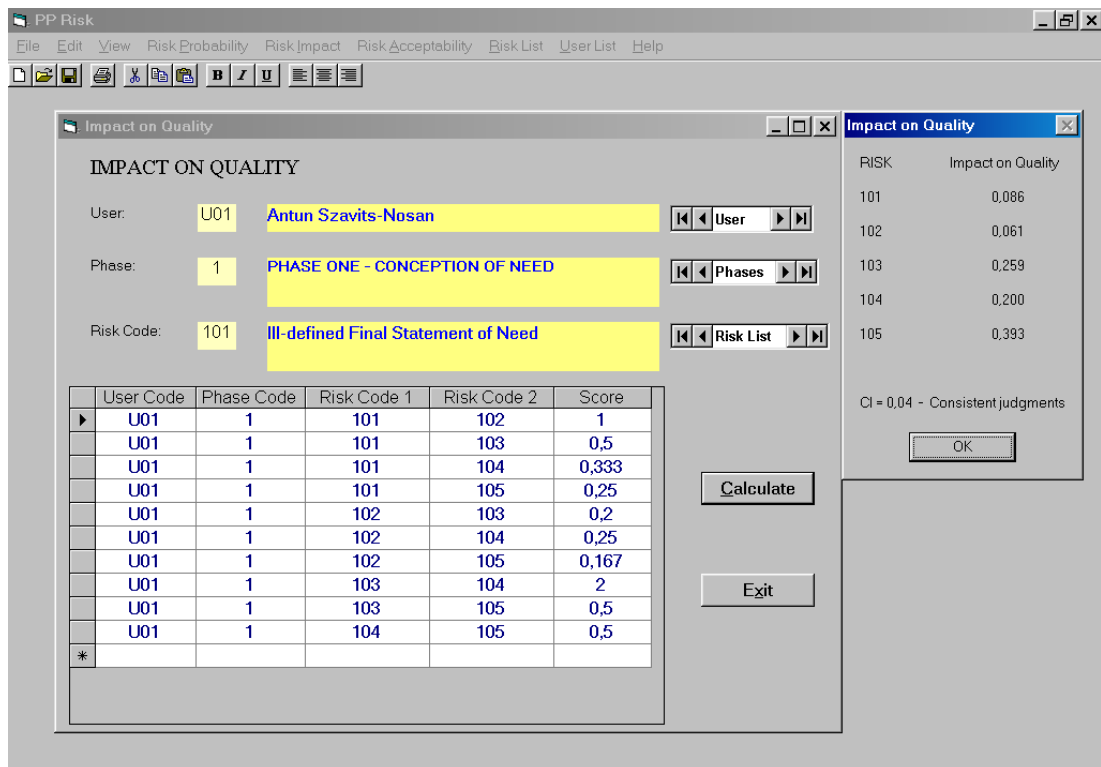 PP Risk
File Edit View Risk Probability Risk Impact Risk Acceptability Risk List User List Help
B I U
Impact on Quality
IMPACT ON QUALITY
User: U01 Antun Szavits-Nosan User
Phase: 1 PHASE ONE - CONCEPTION OF NEED Phases
Risk Code: 101 Ill-defined Final Statement of Need Risk List
User Code Phase Code Risk Code 1 Risk Code 2 Score
U01 1 101 102 1
U01 1 101 103 0,5
U01 1 101 104 0,333
U01 1 101 105 0,25
U01 1 102 103 0,2
U01 1 102 104 0,25
U01 1 102 105 0,167
U01 1 103 104 2
U01 1 103 105 0,5
U01 1 104 105 0,5
Calculate
Exit
Impact on Quality
RISK Impact on Quality
101 0,086
102 0,061
103 0,259
104 0,200
105 0,393
CI = 0,04 - Consistent judgments
OK